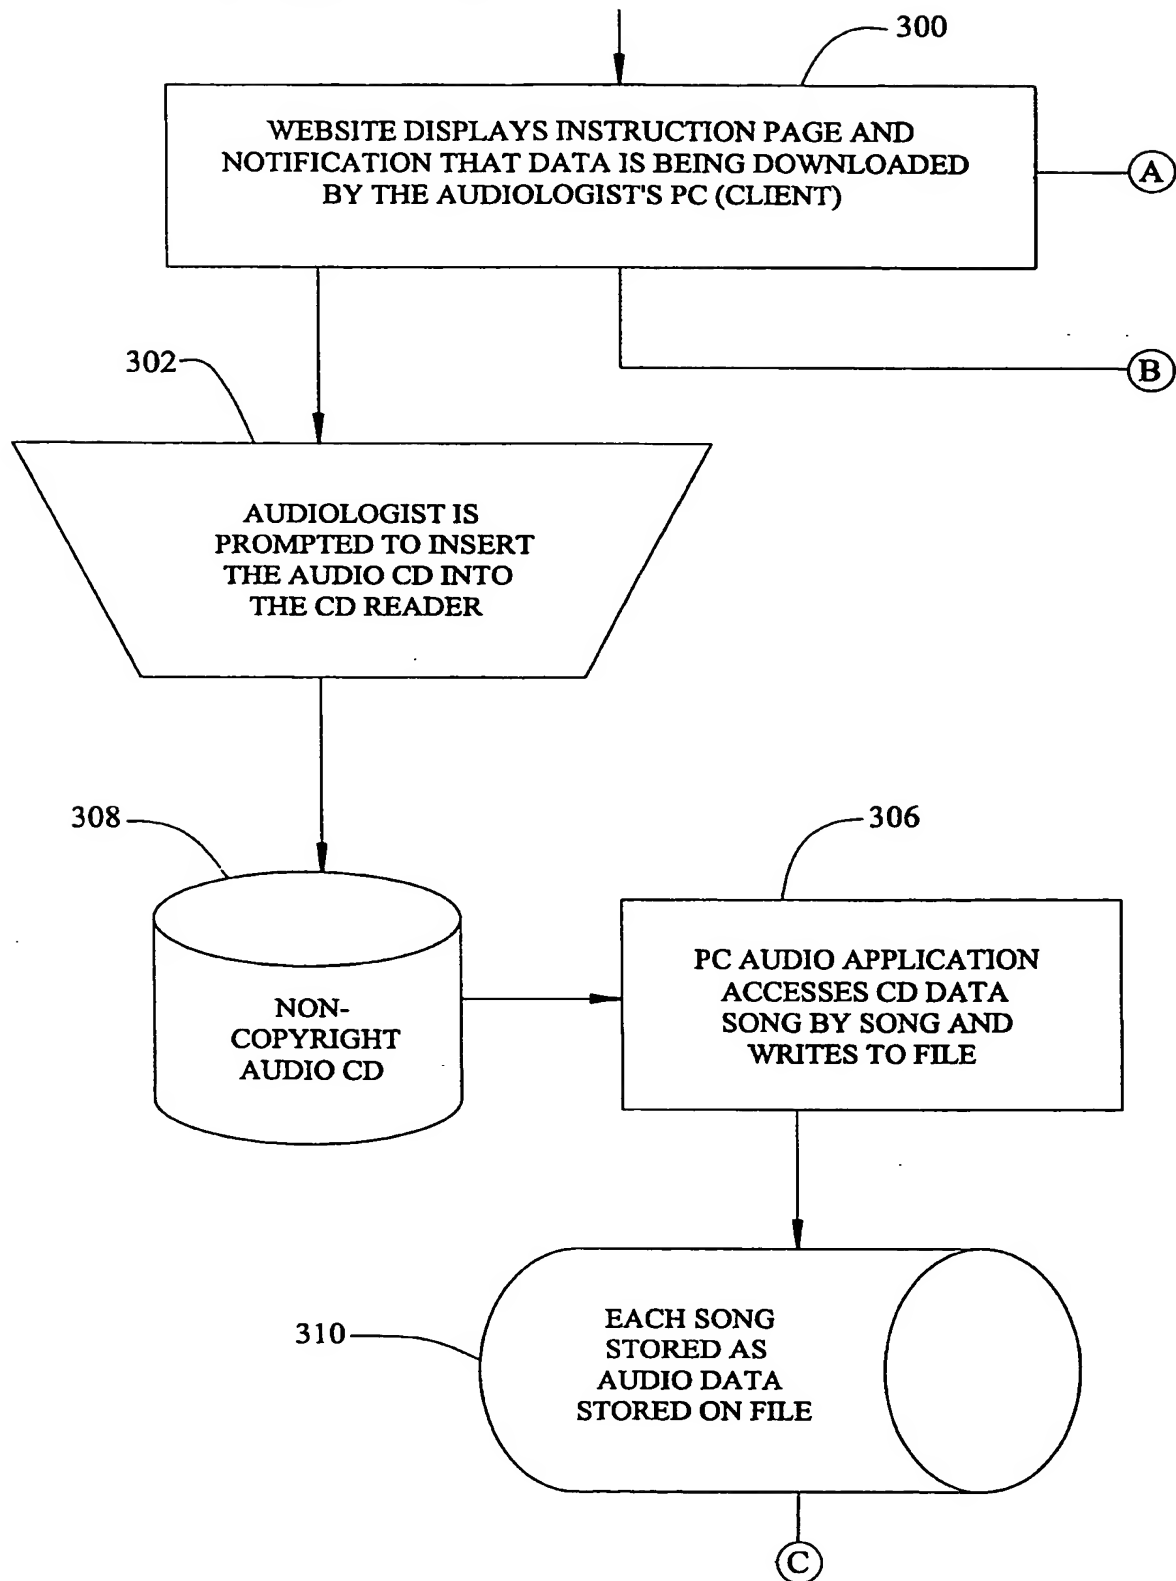 300
WEBSITE DISPLAYS INSTRUCTION PAGE AND
NOTIFICATION THAT DATA IS BEING DOWNLOADED
BY THE AUDIOLOGIST'S PC (CLIENT)
A
B
302
AUDIOLOGIST IS
PROMPTED TO INSERT
THE AUDIO CD INTO
THE CD READER
308
306
NON-
COPYRIGHT
AUDIO CD
PC AUDIO APPLICATION
ACCESSES CD DATA
SONG BY SONG AND
WRITES TO FILE
310
EACH SONG
STORED AS
AUDIO DATA
STORED ON FILE
C